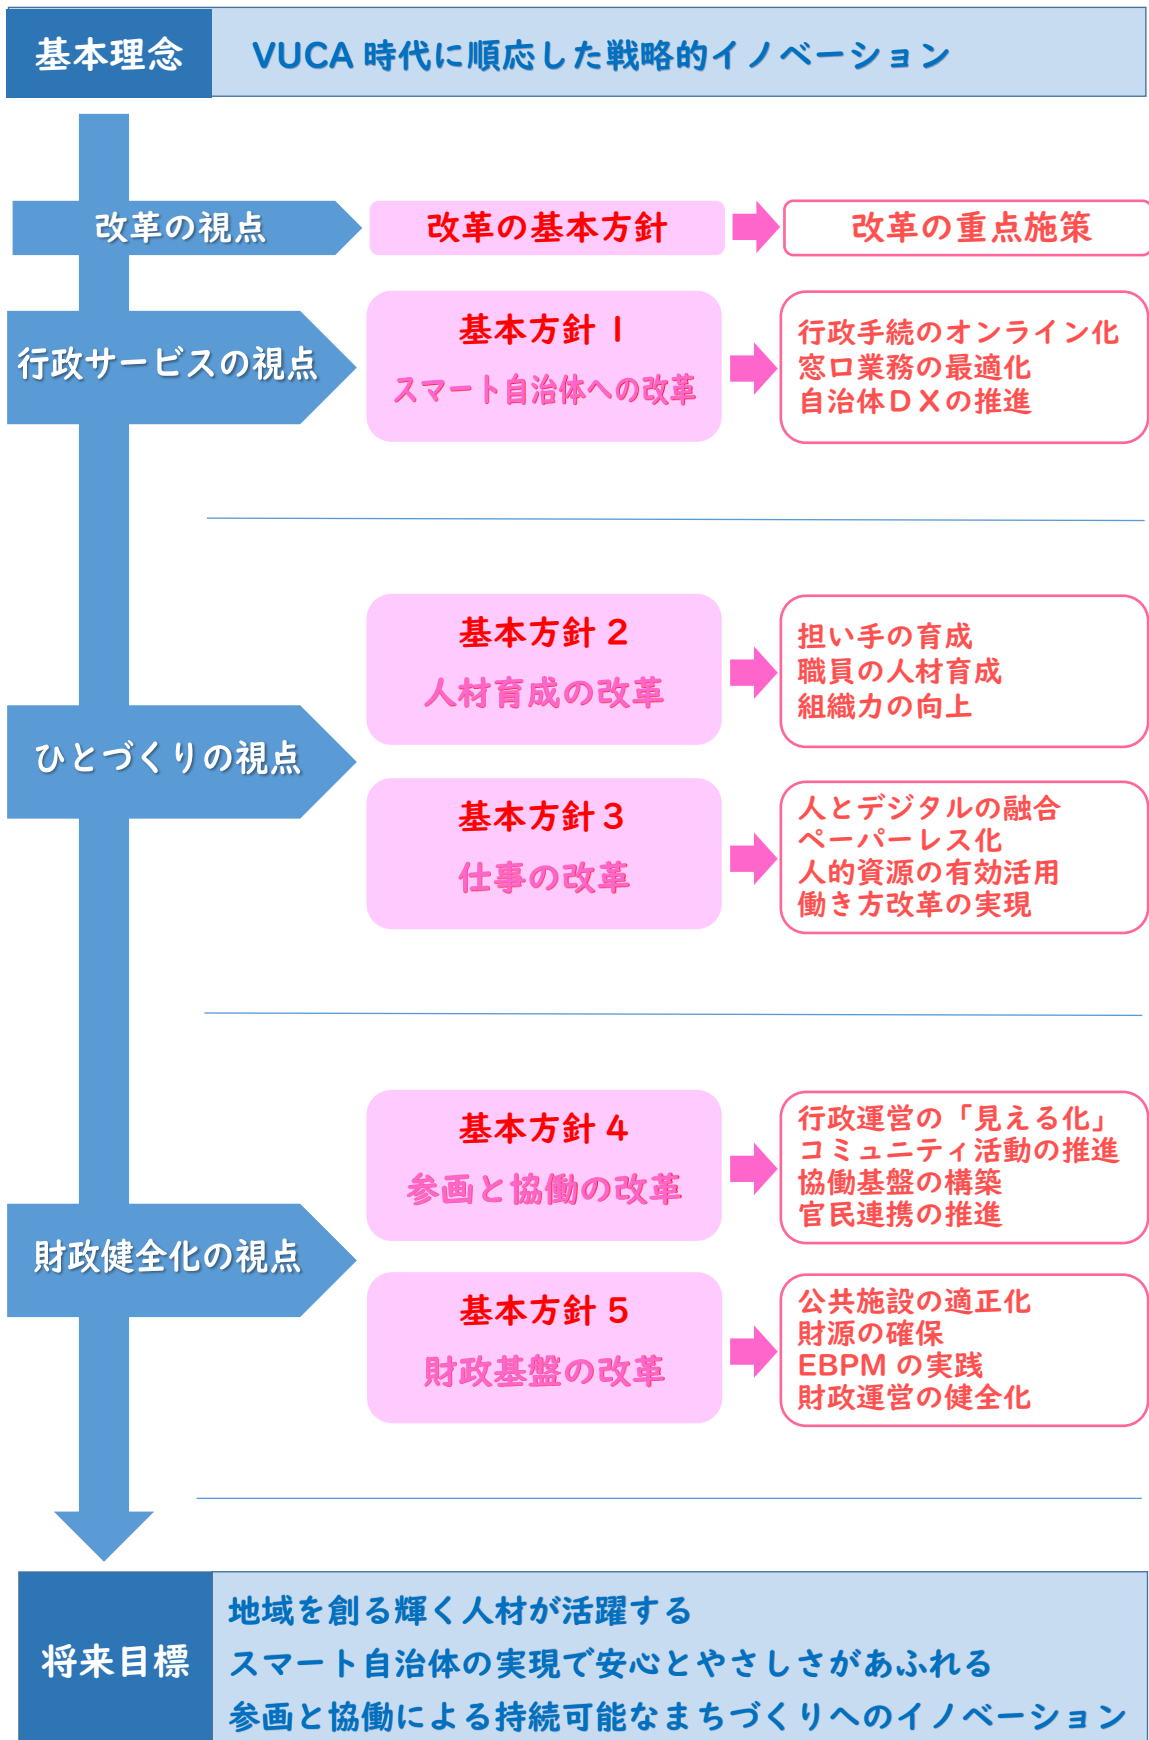 基本理念
VUCA 時代に順応した戦略的イノベーション
改革の視点
改革の基本方針
改革の重点施策
行政サービスの視点
基本方針 1
スマート自治体への改革
行政手続のオンライン化
窓口業務の最適化
自治体ＤＸの推進
ひとづくりの視点
基本方針 2
人材育成の改革
担い手の育成
職員の人材育成
組織力の向上
基本方針 3
仕事の改革
人とデジタルの融合
ペーパーレス化
人的資源の有効活用
働き方改革の実現
財政健全化の視点
基本方針 4
参画と協働の改革
行政運営の「見える化」
コミュニティ活動の推進
協働基盤の構築
官民連携の推進
基本方針 5
財政基盤の改革
公共施設の適正化
財源の確保
EBPM の実践
財政運営の健全化
将来目標
地域を創る輝く人材が活躍する
スマート自治体の実現で安心とやさしさがあふれる
参画と協働による持続可能なまちづくりへのイノベーション